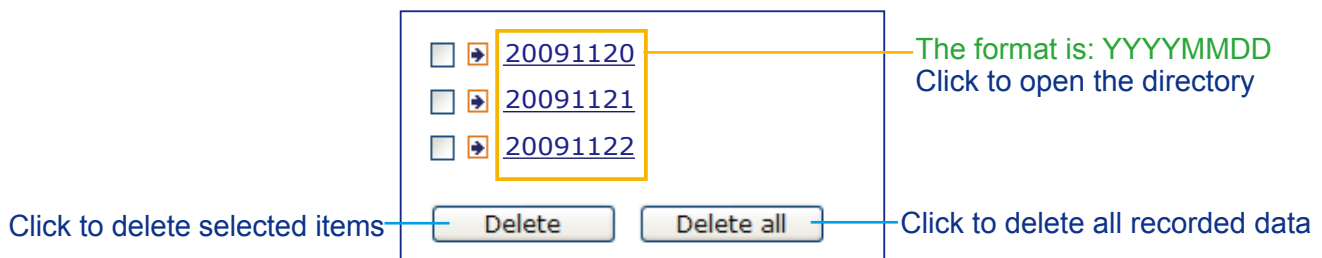 20091120
The format is: YYYYMMDD
Click to open the directory
20091121
20091122
Click to delete selected items
Delete
Delete all
Click to delete all recorded data